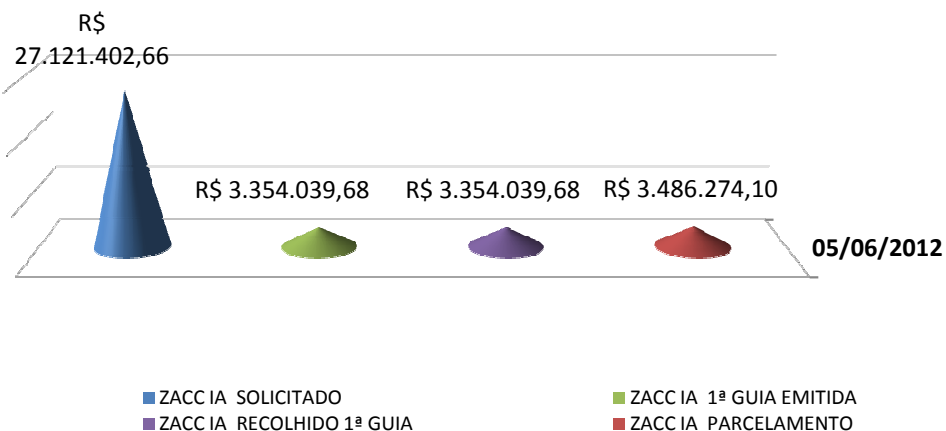 R$
27.121.402,66
R$ 3.354.039,68 R$ 3.354.039,68 R$ 3.486.274,10
05/06/2012
ZACC IA SOLICITADO ZACC IA 1ª GUIA EMITIDA
ZACC IA RECOLHIDO 1ª GUIA ZACC IA PARCELAMENTO